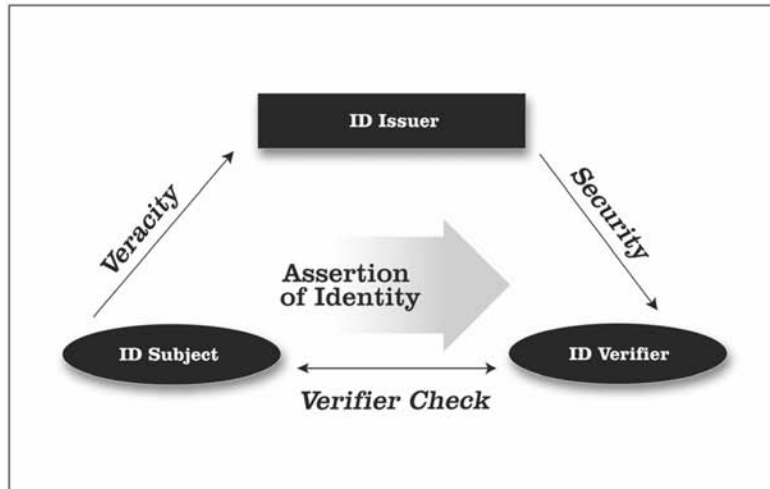 ID Issuer
Veracity
Security
Assertion
of Identity
ID Subject
ID Verifier
Verifier Check